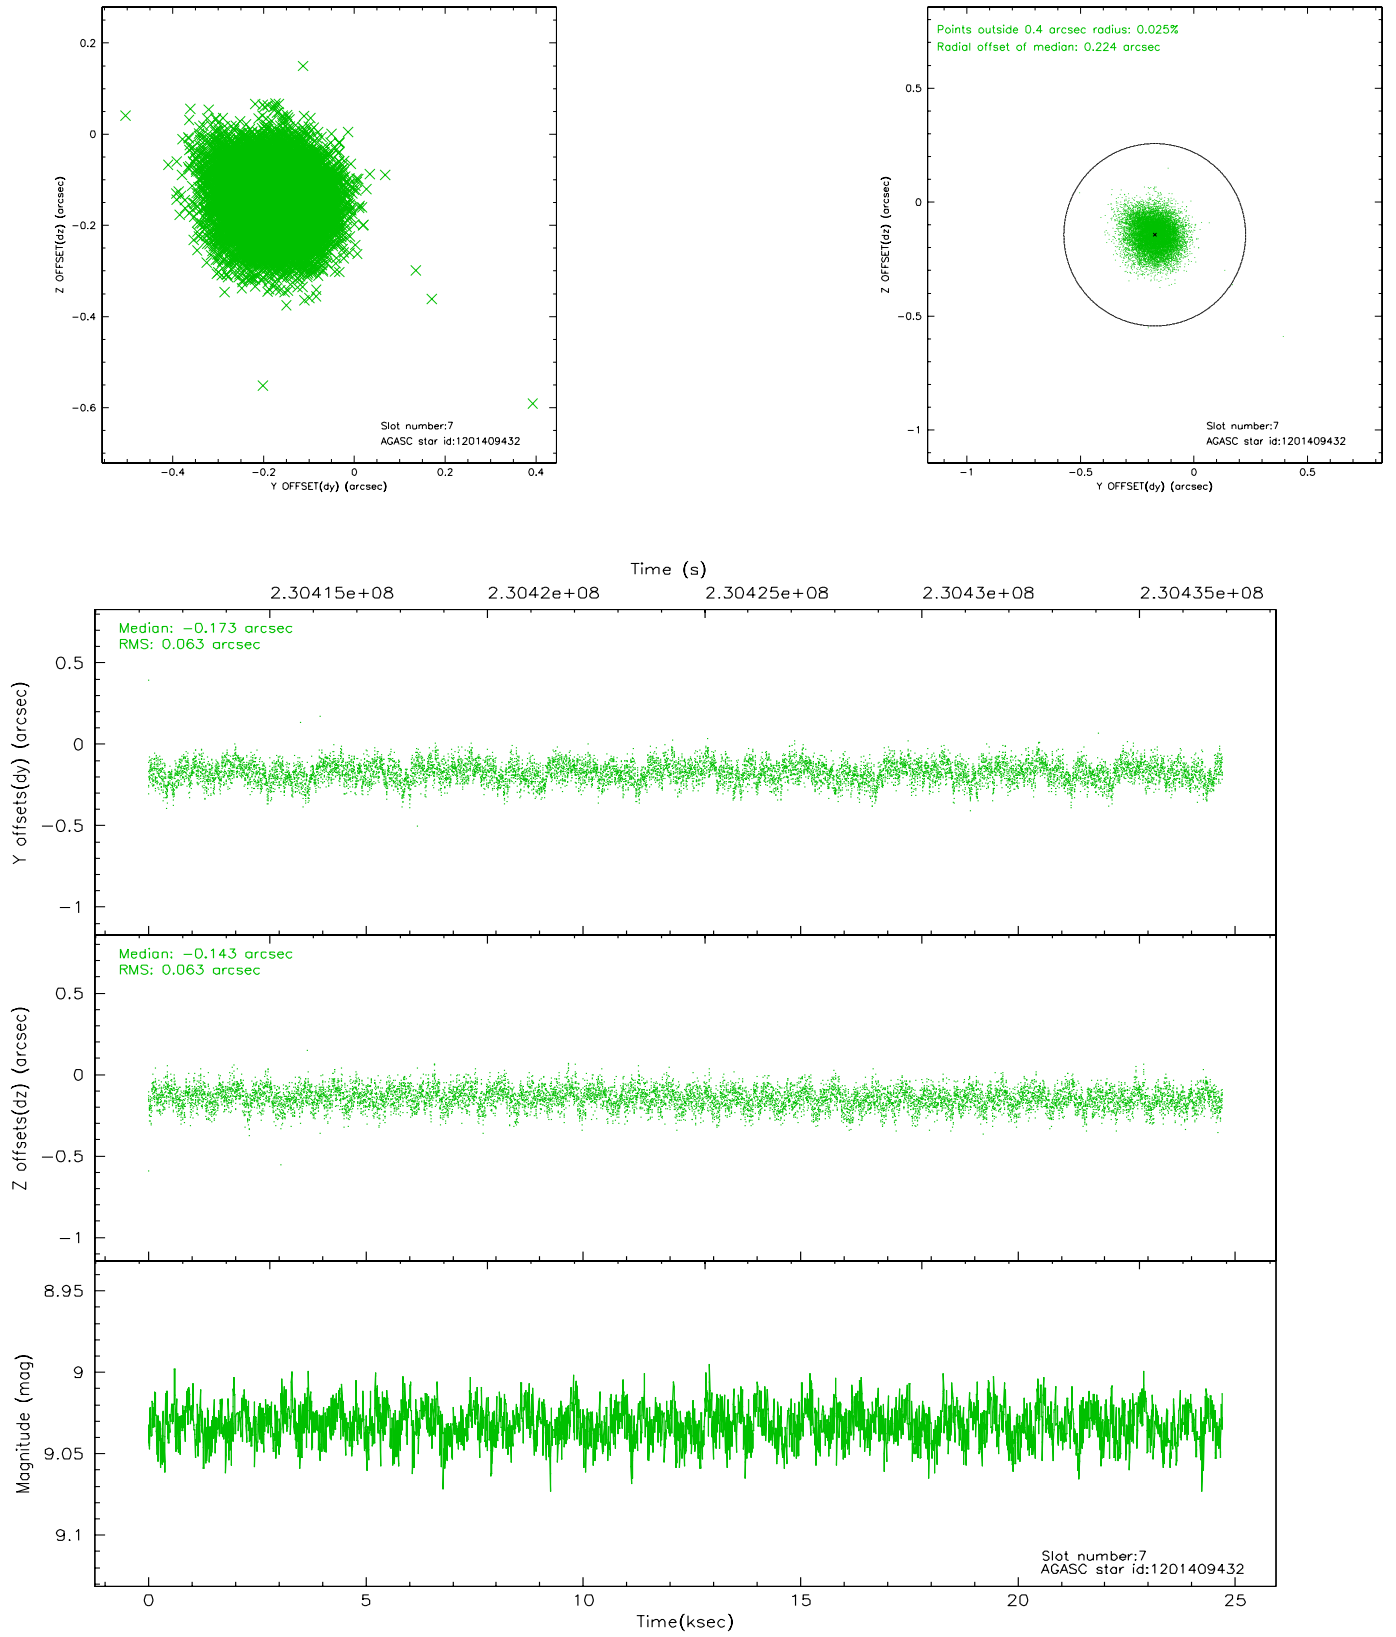 0.2
0
−0.2
−0.4
−0.6
−0.4
−0.2
0
0.2
0.4
Z OFFSET(dz) (arcsec)
Y OFFSET(dy) (arcsec)
Slot number:7
AGASC star id:1201409432
Points outside 0.4 arcsec radius: 0.025%
Radial offset of median: 0.224 arcsec
0.5
0
−0.5
−1
−1
−0.5
0
0.5
Z OFFSET(dz) (arcsec)
Y OFFSET(dy) (arcsec)
Slot number:7
AGASC star id:1201409432
Time (s)
2.30415e+08
2.3042e+08
2.30425e+08
2.3043e+08
2.30435e+08
Median: −0.173 arcsec
RMS: 0.063 arcsec
0.5
0
−0.5
−1
Y offsets(dy) (arcsec)
Median: −0.143 arcsec
RMS: 0.063 arcsec
0.5
0
−0.5
−1
Z offsets(dz) (arcsec)
8.95
9
9.05
9.1
Magnitude (mag)
Slot number:7
AGASC star id:1201409432
0
5
10
15
20
25
Time(ksec)